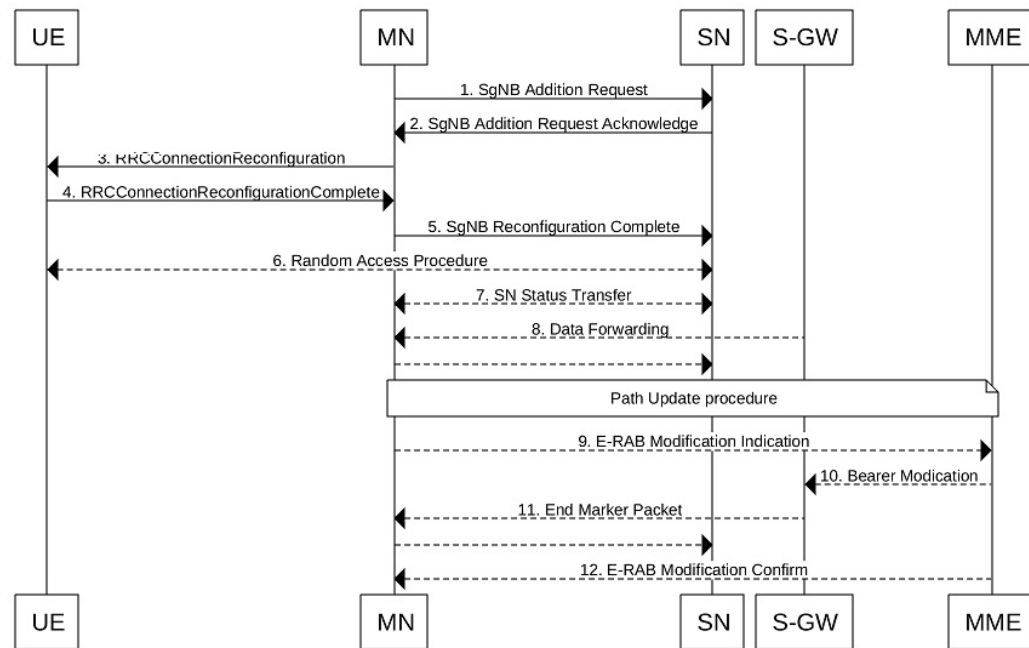 UE MN SN S-GW MME
1. SgNB Addition Request
2. SgNB Addition Request Acknowledge
3. RRCConnectionReconfiguration
4. RRCConnectionReconfigurationComplete
5. SgNB Reconfiguration Complete
6. Random Access Procedure
7. SN Status Transfer
8. Data Forwarding
Path Update procedure
9. E-RAB Modification Indication
10. Bearer Modication
11. End Marker Packet
12. E-RAB Modification Confirm
UE MN SN S-GW MME